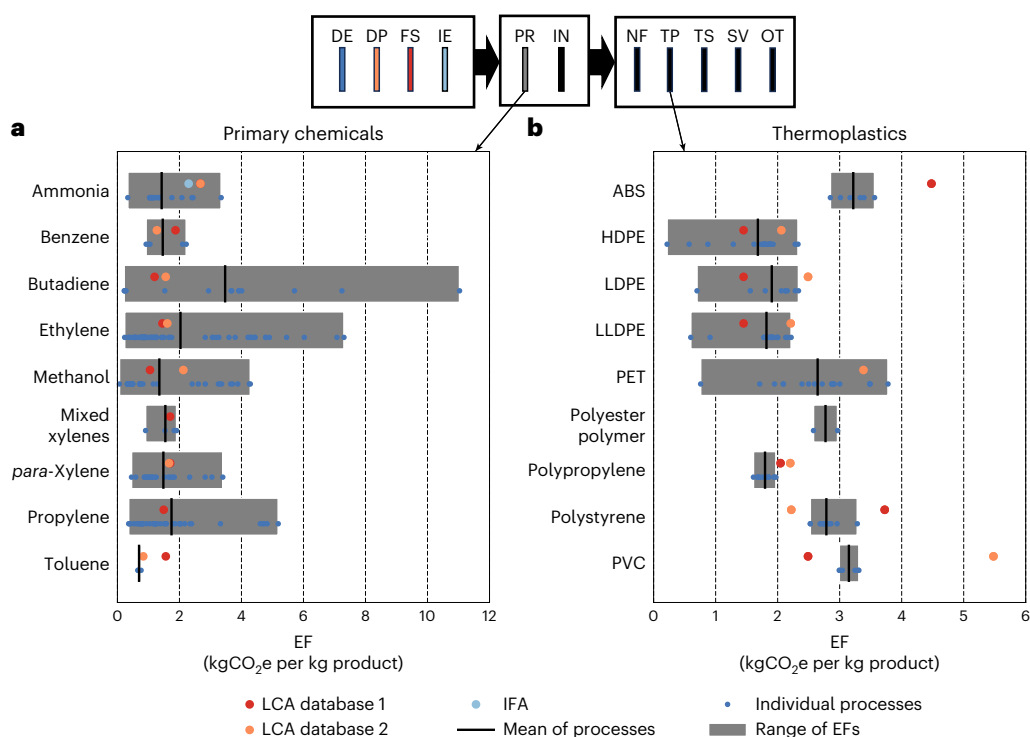 DE DP FS IE PR IN NF TP TS SV OT
a Primary chemicals
Ammonia
Benzene
Butadiene
Ethylene
Methanol
Mixed
xylenes
para-Xylene
Propylene
Toluene
0 2 4 6 8 10 12
EF
(kgCO2e per kg product)
b Thermoplastics
ABS
HDPE
LDPE
LLDPE
PET
Polyester
polymer
Polypropylene
Polystyrene
PVC
0 1 2 3 4 5 6
EF
(kgCO2e per kg product)
LCA database 1 IFA Individual processes
LCA database 2 Mean of processes Range of EFs